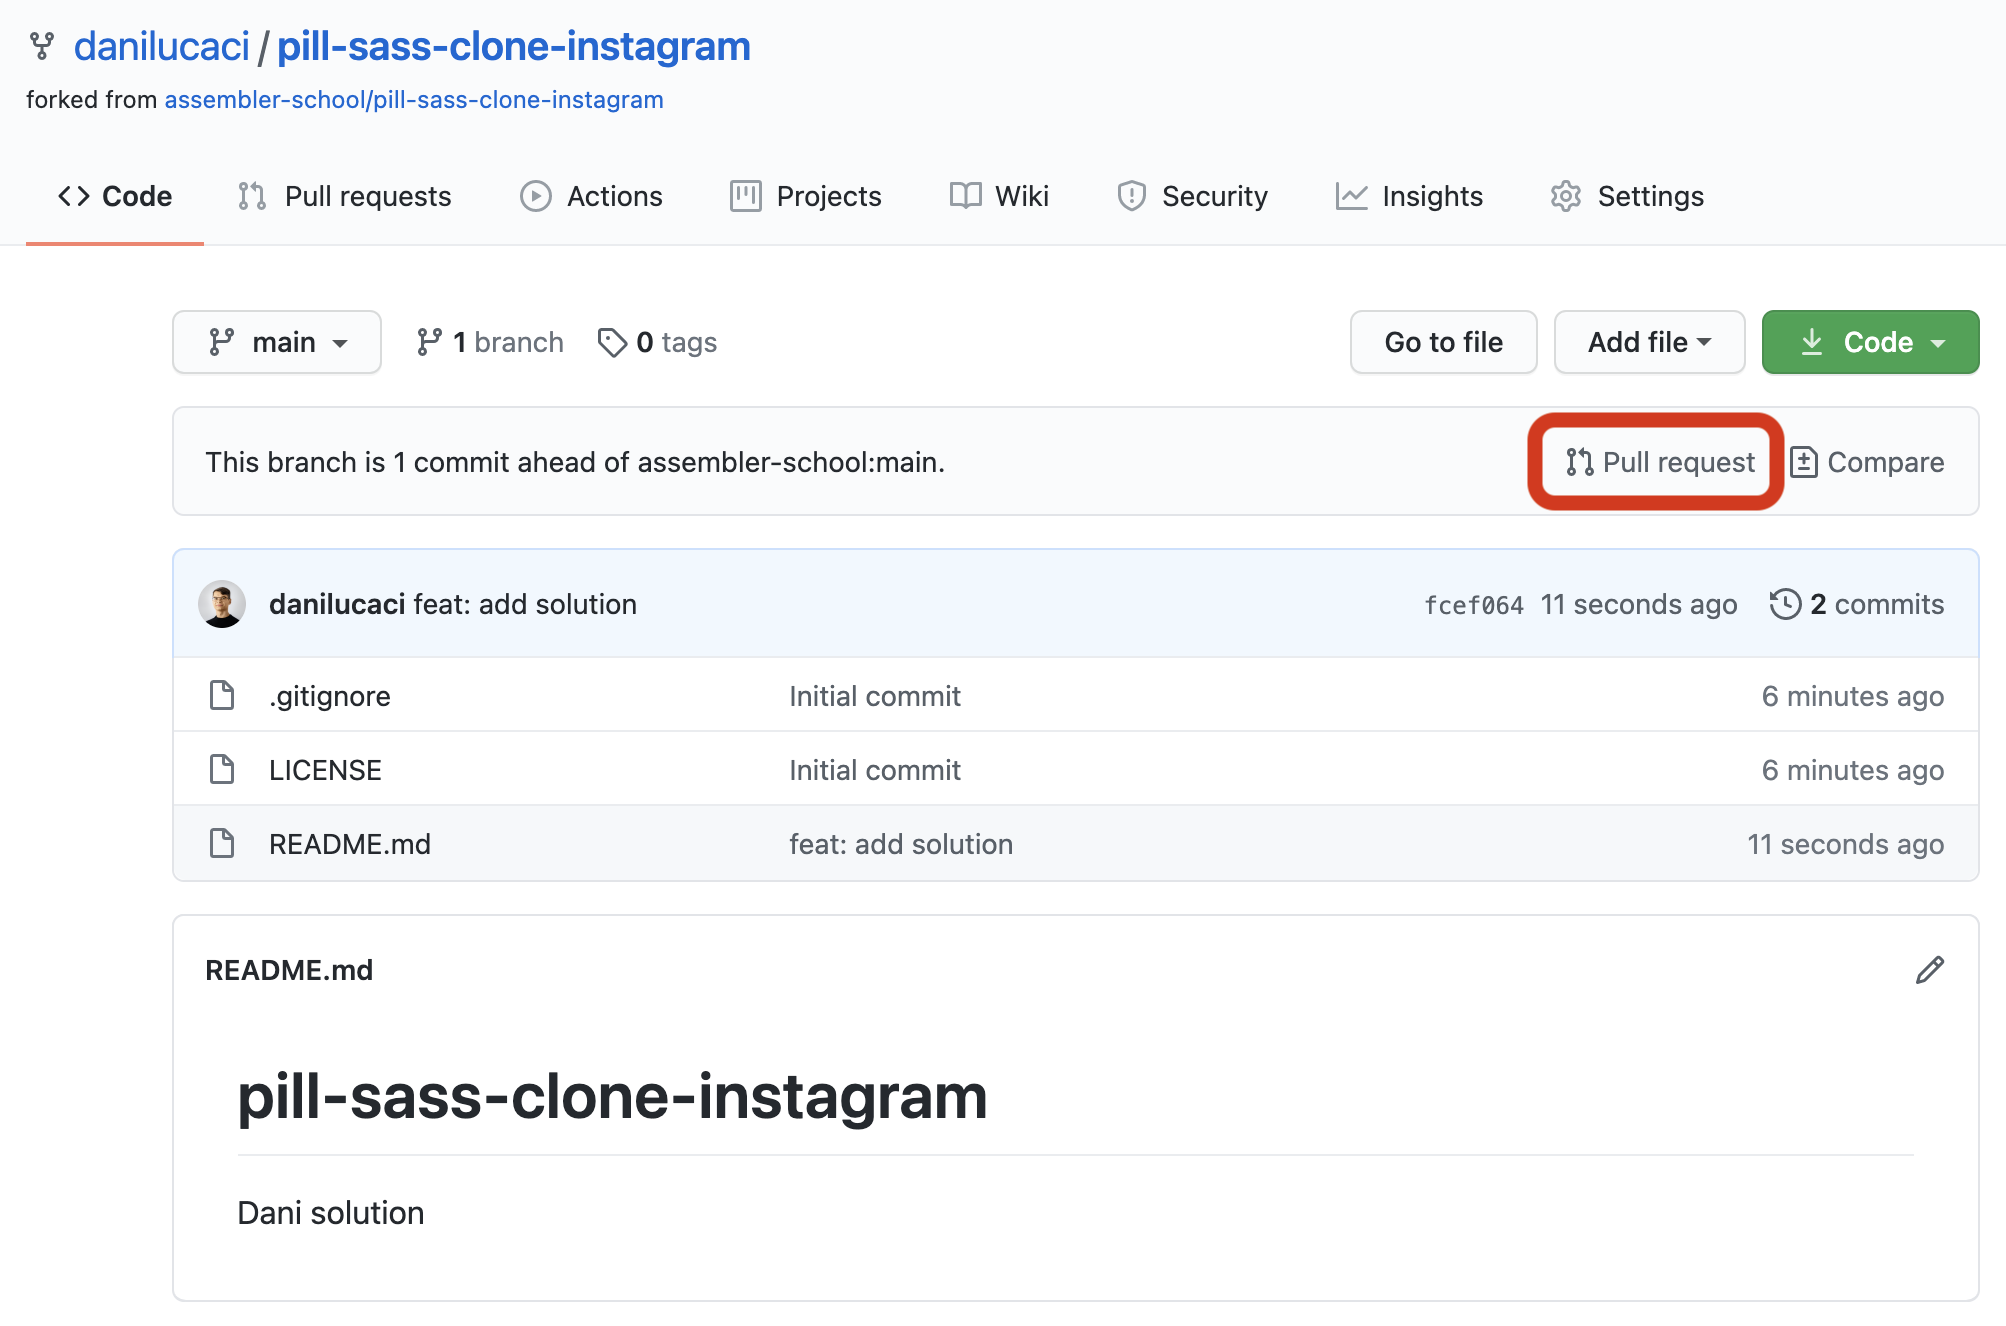 danilucaci / pill-sass-clone-instagram
forked from assembler-school/pill-sass-clone-instagram
Code Pull requests Actions Projects Wiki Security Insights Settings
main 1 branch 0 tags Go to file Add file Code
This branch is 1 commit ahead of assembler-school:main. Pull request Compare
danilucaci feat: add solution fcef064 11 seconds ago 2 commits
.gitignore Initial commit 6 minutes ago
LICENSE Initial commit 6 minutes ago
README.md feat: add solution 11 seconds ago
README.md
pill-sass-clone-instagram
Dani solution